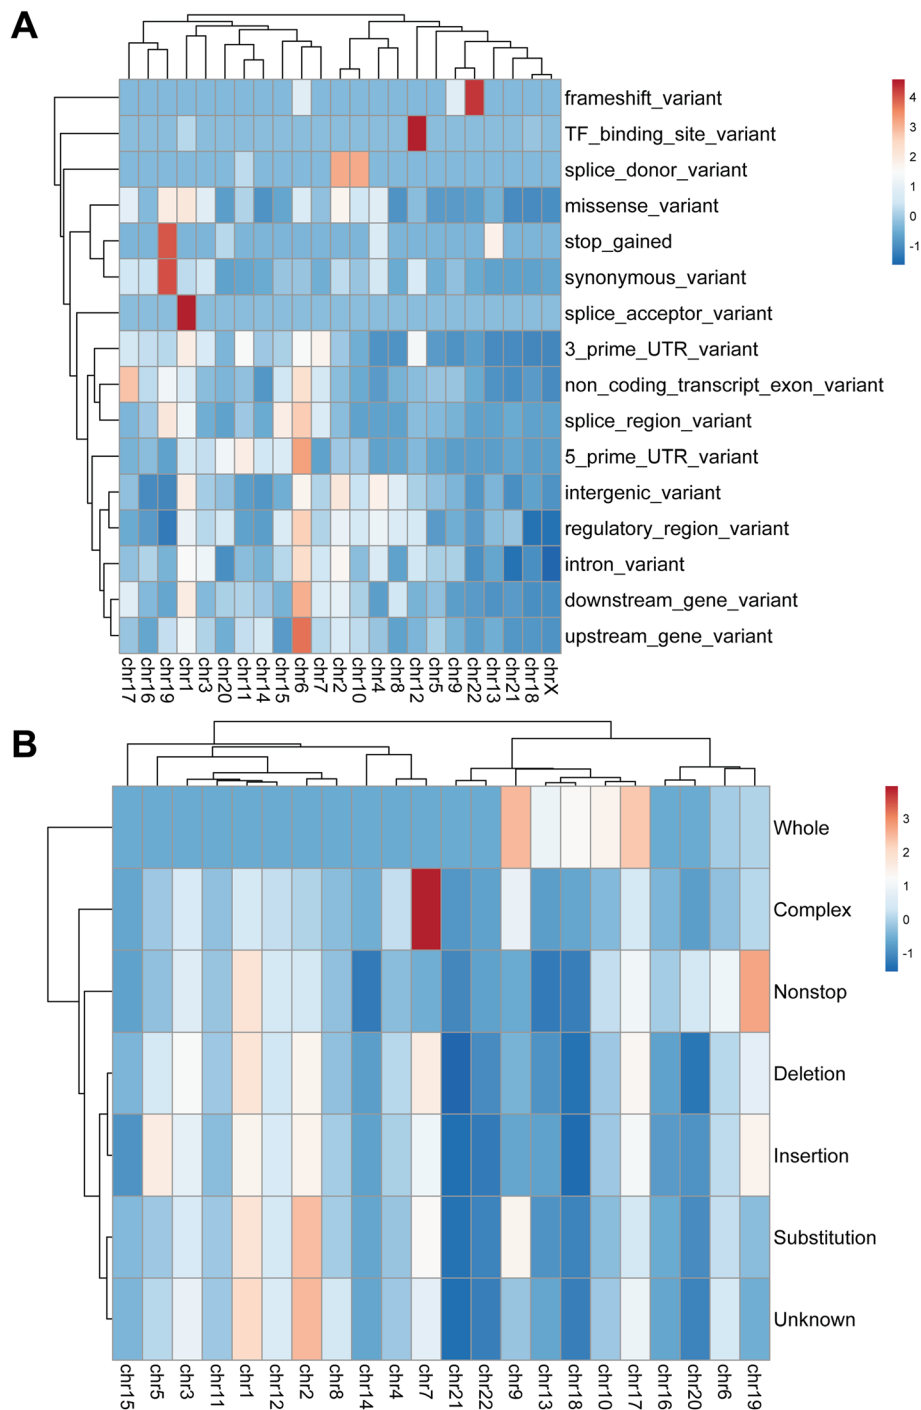 A
frameshift_variant
TF_binding_site_variant
splice_donor_variant
missense_variant
stop_gained
synonymous_variant
splice_acceptor_variant
3_prime_UTR_variant
non_coding_transcript_exon_variant
splice_region_variant
5_prime_UTR_variant
intergenic_variant
regulatory_region_variant
intron_variant
downstream_gene_variant
upstream_gene_variant
4
3
2
1
0
-1
chr17 chr16 chr19 chr1 chr3 chr20 chr11 chr14 chr15 chr6 chr7 chr2 chr10 chr4 chr8 chr12 chr5 chr9 chr22 chr13 chr21 chr18 chrX
B
Whole
Complex
Nonstop
Deletion
Insertion
Substitution
Unknown
3
2
1
0
-1
chr15 chr5 chr3 chr11 chr1 chr12 chr2 chr8 chr14 chr4 chr7 chr21 chr22 chr9 chr13 chr18 chr10 chr17 chr16 chr20 chr6 chr19